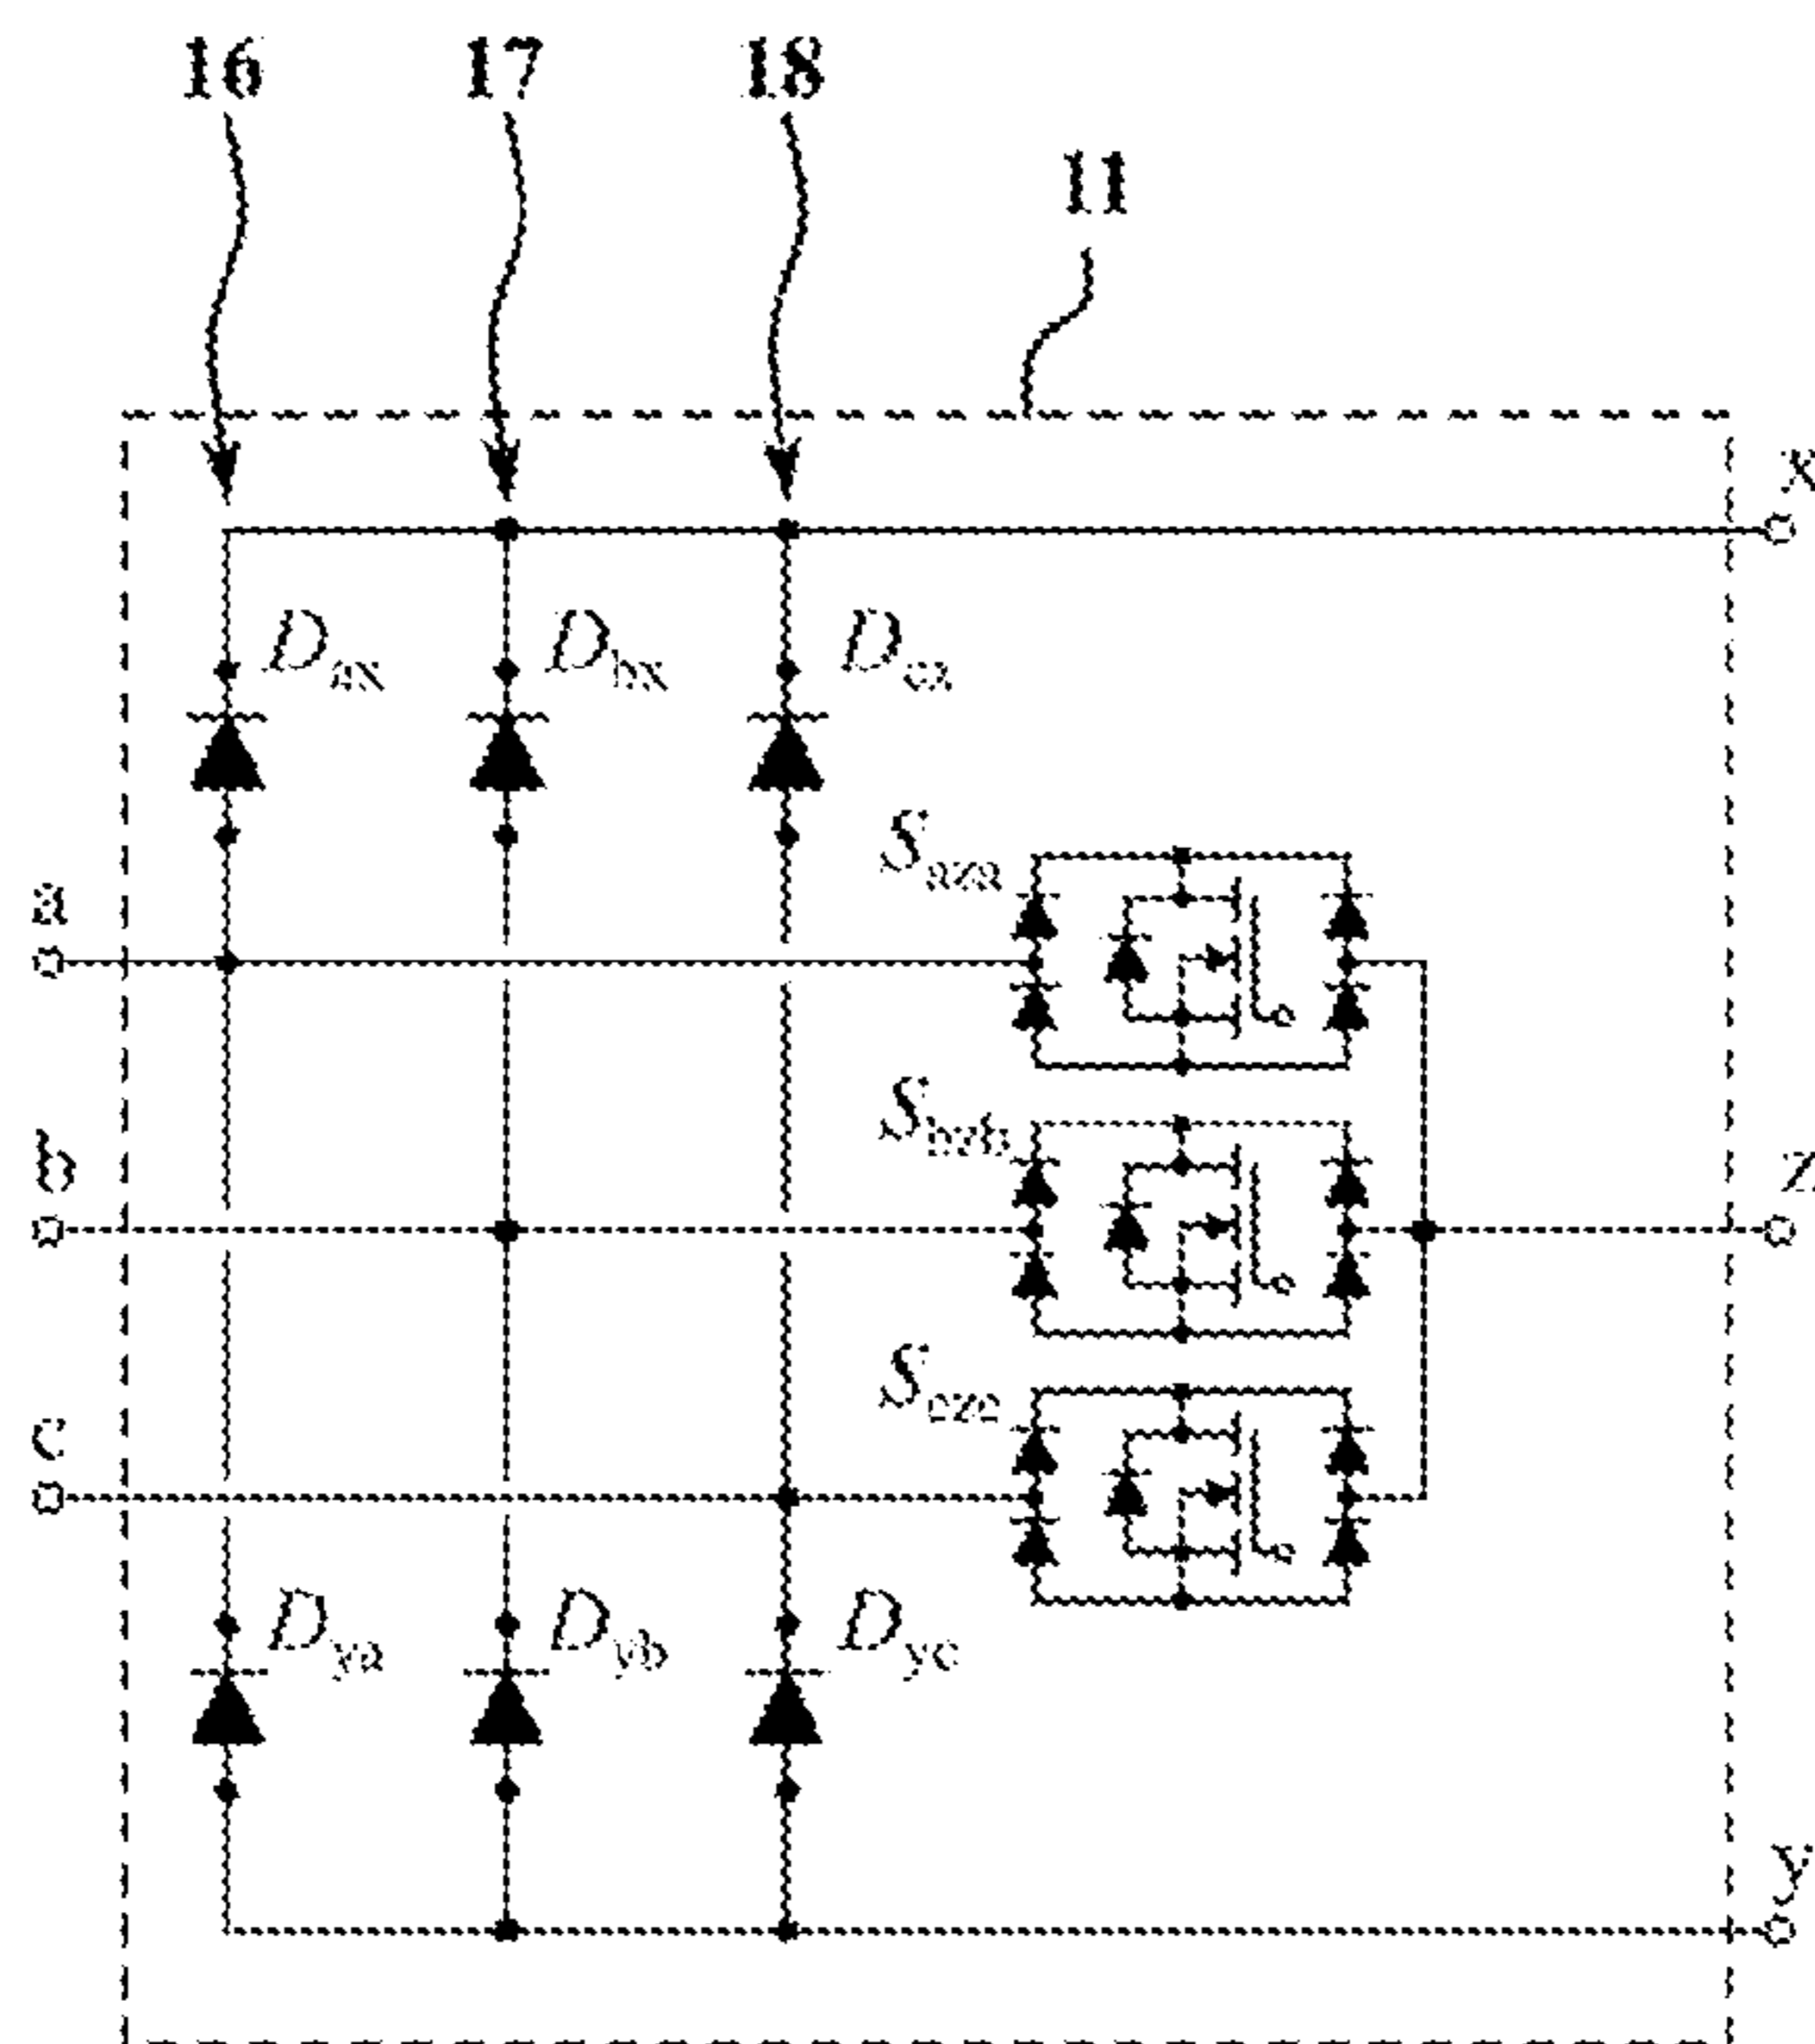 16 17 18
11
x
D_ax D_bx D_cx
S_aza
a
S_bzb
b
z
S_czc
c
D_ya D_yb D_yc
y